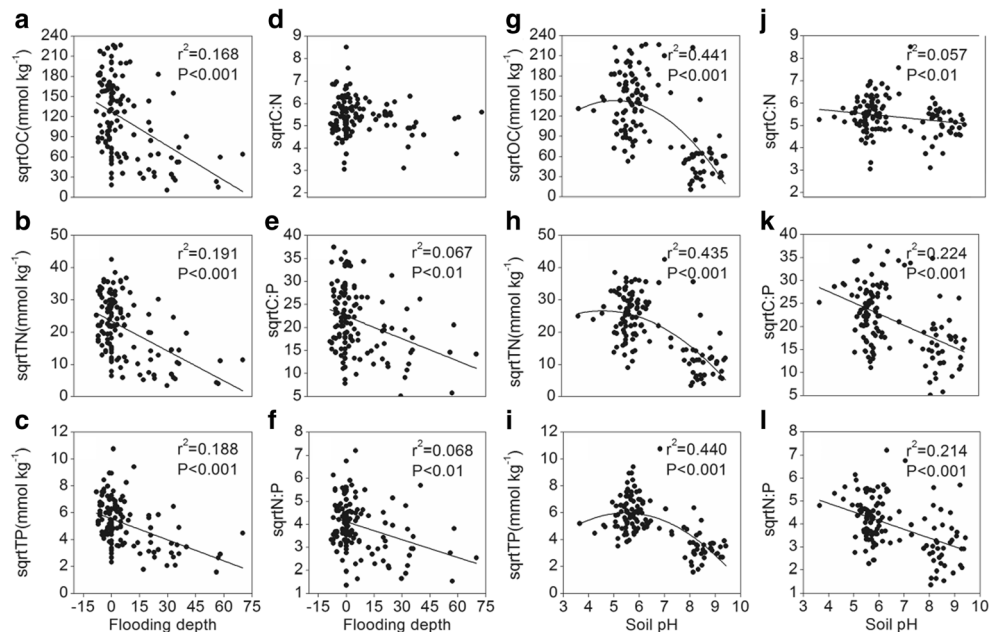 a
sqrtOC(mmol kg⁻¹)
240
210
180
150
120
90
60
30
0
r²=0.168
P<0.001
d
sqrtC:N
9
8
7
6
5
4
3
2
g
sqrtOC(mmol kg⁻¹)
240
210
180
150
120
90
60
30
0
r²=0.441
P<0.001
j
sqrtC:N
9
8
7
6
5
4
3
2
r²=0.057
P<0.01
b
sqrtTN(mmol kg⁻¹)
50
40
30
20
10
0
r²=0.191
P<0.001
e
sqrtC:P
40
35
30
25
20
15
10
5
r²=0.067
P<0.01
h
sqrtTN(mmol kg⁻¹)
50
40
30
20
10
0
r²=0.435
P<0.001
k
sqrtC:P
40
35
30
25
20
15
10
5
r²=0.224
P<0.001
c
sqrtTP(mmol kg⁻¹)
12
10
8
6
4
2
0
r²=0.188
P<0.001
-15 0 15 30 45 60 75
Flooding depth
f
sqrtN:P
8
7
6
5
4
3
2
1
r²=0.068
P<0.01
-15 0 15 30 45 60 75
Flooding depth
i
sqrtTP(mmol kg⁻¹)
12
10
8
6
4
2
0
r²=0.440
P<0.001
3 4 5 6 7 8 9 10
Soil pH
l
sqrtN:P
8
7
6
5
4
3
2
1
r²=0.214
P<0.001
3 4 5 6 7 8 9 10
Soil pH